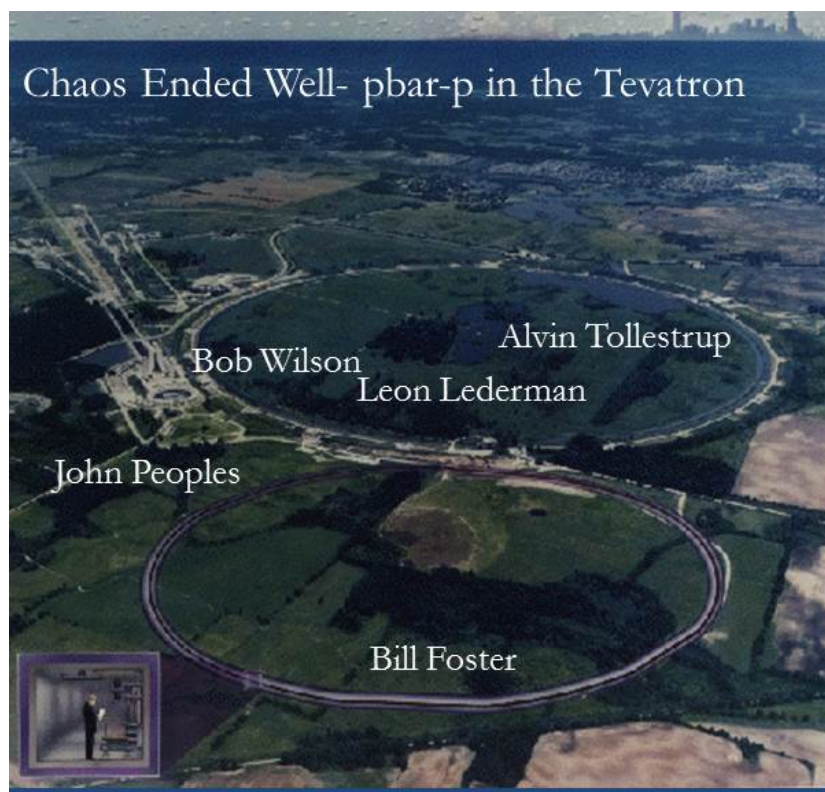 Chaos Ended Well- pbar-p in the Tevatron
Alvin Tollestrup
Bob Wilson
Leon Lederman
John Peoples
Bill Foster